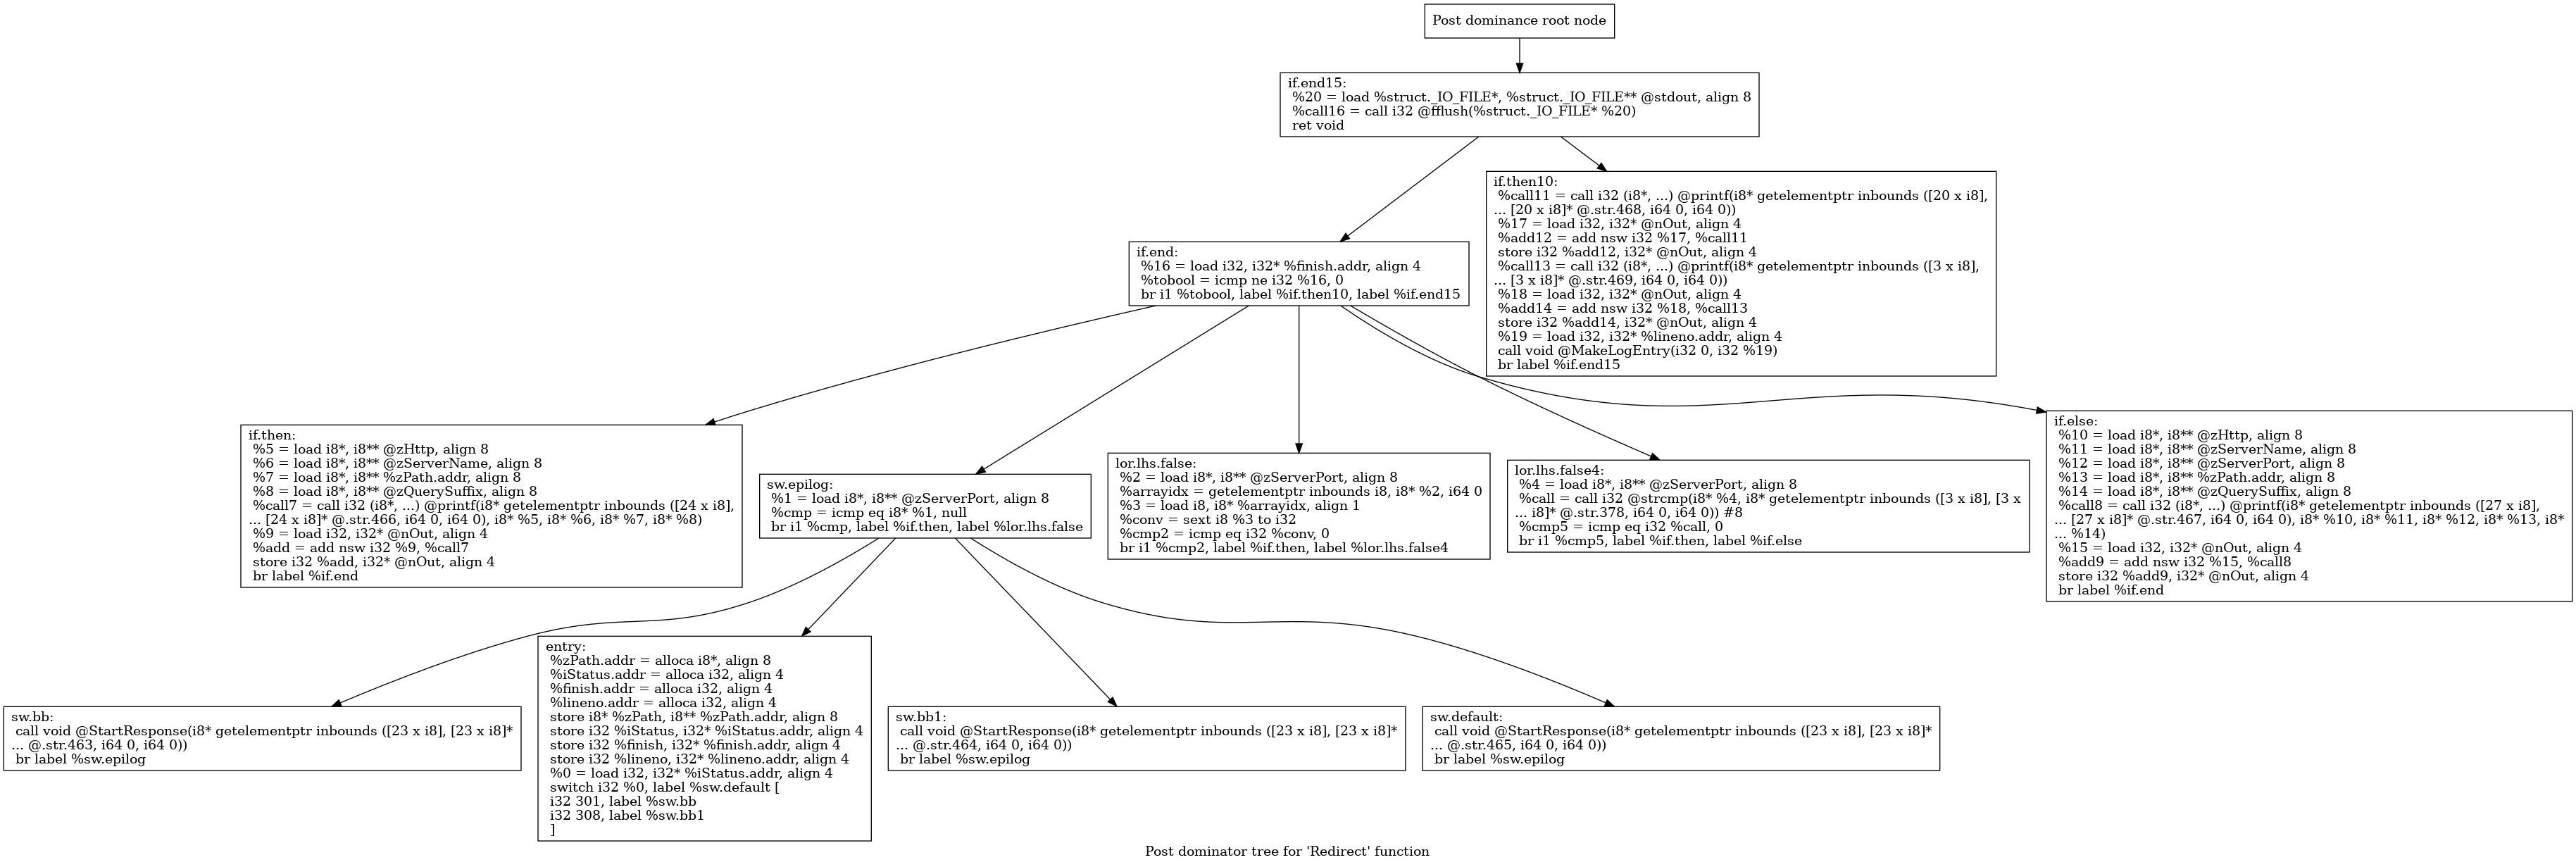 Post dominance root node
if.end15:
%20 = load %struct._IO_FILE*, %struct._IO_FILE** @stdout, align 8
%call16 = call i32 @fflush(%struct._IO_FILE* %20)
ret void
if.then10:
%call11 = call i32 (i8*, ...) @printf(i8* getelementptr inbounds ([20 x i8],
... [20 x i8]* @.str.468, i64 0, i64 0))
%17 = load i32, i32* @nOut, align 4
%add12 = add nsw i32 %17, %call11
store i32 %add12, i32* @nOut, align 4
%call13 = call i32 (i8*, ...) @printf(i8* getelementptr inbounds ([3 x i8],
... [3 x i8]* @.str.469, i64 0, i64 0))
%18 = load i32, i32* @nOut, align 4
%add14 = add nsw i32 %18, %call13
store i32 %add14, i32* @nOut, align 4
%19 = load i32, i32* %lineno.addr, align 4
call void @MakeLogEntry(i32 0, i32 %19)
br label %if.end15
if.end:
%16 = load i32, i32* %finish.addr, align 4
%tobool = icmp ne i32 %16, 0
br i1 %tobool, label %if.then10, label %if.end15
if.then:
%5 = load i8*, i8** @zHttp, align 8
%6 = load i8*, i8** @zServerName, align 8
%7 = load i8*, i8** %zPath.addr, align 8
%8 = load i8*, i8** @zQuerySuffix, align 8
%call7 = call i32 (i8*, ...) @printf(i8* getelementptr inbounds ([24 x i8],
... [24 x i8]* @.str.466, i64 0, i64 0), i8* %5, i8* %6, i8* %7, i8* %8)
%9 = load i32, i32* @nOut, align 4
%add = add nsw i32 %9, %call7
store i32 %add, i32* @nOut, align 4
br label %if.end
sw.epilog:
%1 = load i8*, i8** @zServerPort, align 8
%cmp = icmp eq i8* %1, null
br i1 %cmp, label %if.then, label %lor.lhs.false
lor.lhs.false:
%2 = load i8*, i8** @zServerPort, align 8
%arrayidx = getelementptr inbounds i8, i8* %2, i64 0
%3 = load i8, i8* %arrayidx, align 1
%conv = sext i8 %3 to i32
%cmp2 = icmp eq i32 %conv, 0
br i1 %cmp2, label %if.then, label %lor.lhs.false4
lor.lhs.false4:
%4 = load i8*, i8** @zServerPort, align 8
%call = call i32 @strcmp(i8* %4, i8* getelementptr inbounds ([3 x i8], [3 x
... i8]* @.str.378, i64 0, i64 0)) #8
%cmp5 = icmp eq i32 %call, 0
br i1 %cmp5, label %if.then, label %if.else
if.else:
%10 = load i8*, i8** @zHttp, align 8
%11 = load i8*, i8** @zServerName, align 8
%12 = load i8*, i8** @zServerPort, align 8
%13 = load i8*, i8** %zPath.addr, align 8
%14 = load i8*, i8** @zQuerySuffix, align 8
%call8 = call i32 (i8*, ...) @printf(i8* getelementptr inbounds ([27 x i8],
... [27 x i8]* @.str.467, i64 0, i64 0), i8* %10, i8* %11, i8* %12, i8* %13, i8*
... %14)
%15 = load i32, i32* @nOut, align 4
%add9 = add nsw i32 %15, %call8
store i32 %add9, i32* @nOut, align 4
br label %if.end
sw.bb:
call void @StartResponse(i8* getelementptr inbounds ([23 x i8], [23 x i8]*
... @.str.463, i64 0, i64 0))
br label %sw.epilog
entry:
%zPath.addr = alloca i8*, align 8
%iStatus.addr = alloca i32, align 4
%finish.addr = alloca i32, align 4
%lineno.addr = alloca i32, align 4
store i8* %zPath, i8** %zPath.addr, align 8
store i32 %iStatus, i32* %iStatus.addr, align 4
store i32 %finish, i32* %finish.addr, align 4
store i32 %lineno, i32* %lineno.addr, align 4
%0 = load i32, i32* %iStatus.addr, align 4
switch i32 %0, label %sw.default [
i32 301, label %sw.bb
i32 308, label %sw.bb1
]
sw.bb1:
call void @StartResponse(i8* getelementptr inbounds ([23 x i8], [23 x i8]*
... @.str.464, i64 0, i64 0))
br label %sw.epilog
sw.default:
call void @StartResponse(i8* getelementptr inbounds ([23 x i8], [23 x i8]*
... @.str.465, i64 0, i64 0))
br label %sw.epilog
Post dominator tree for 'Redirect' function